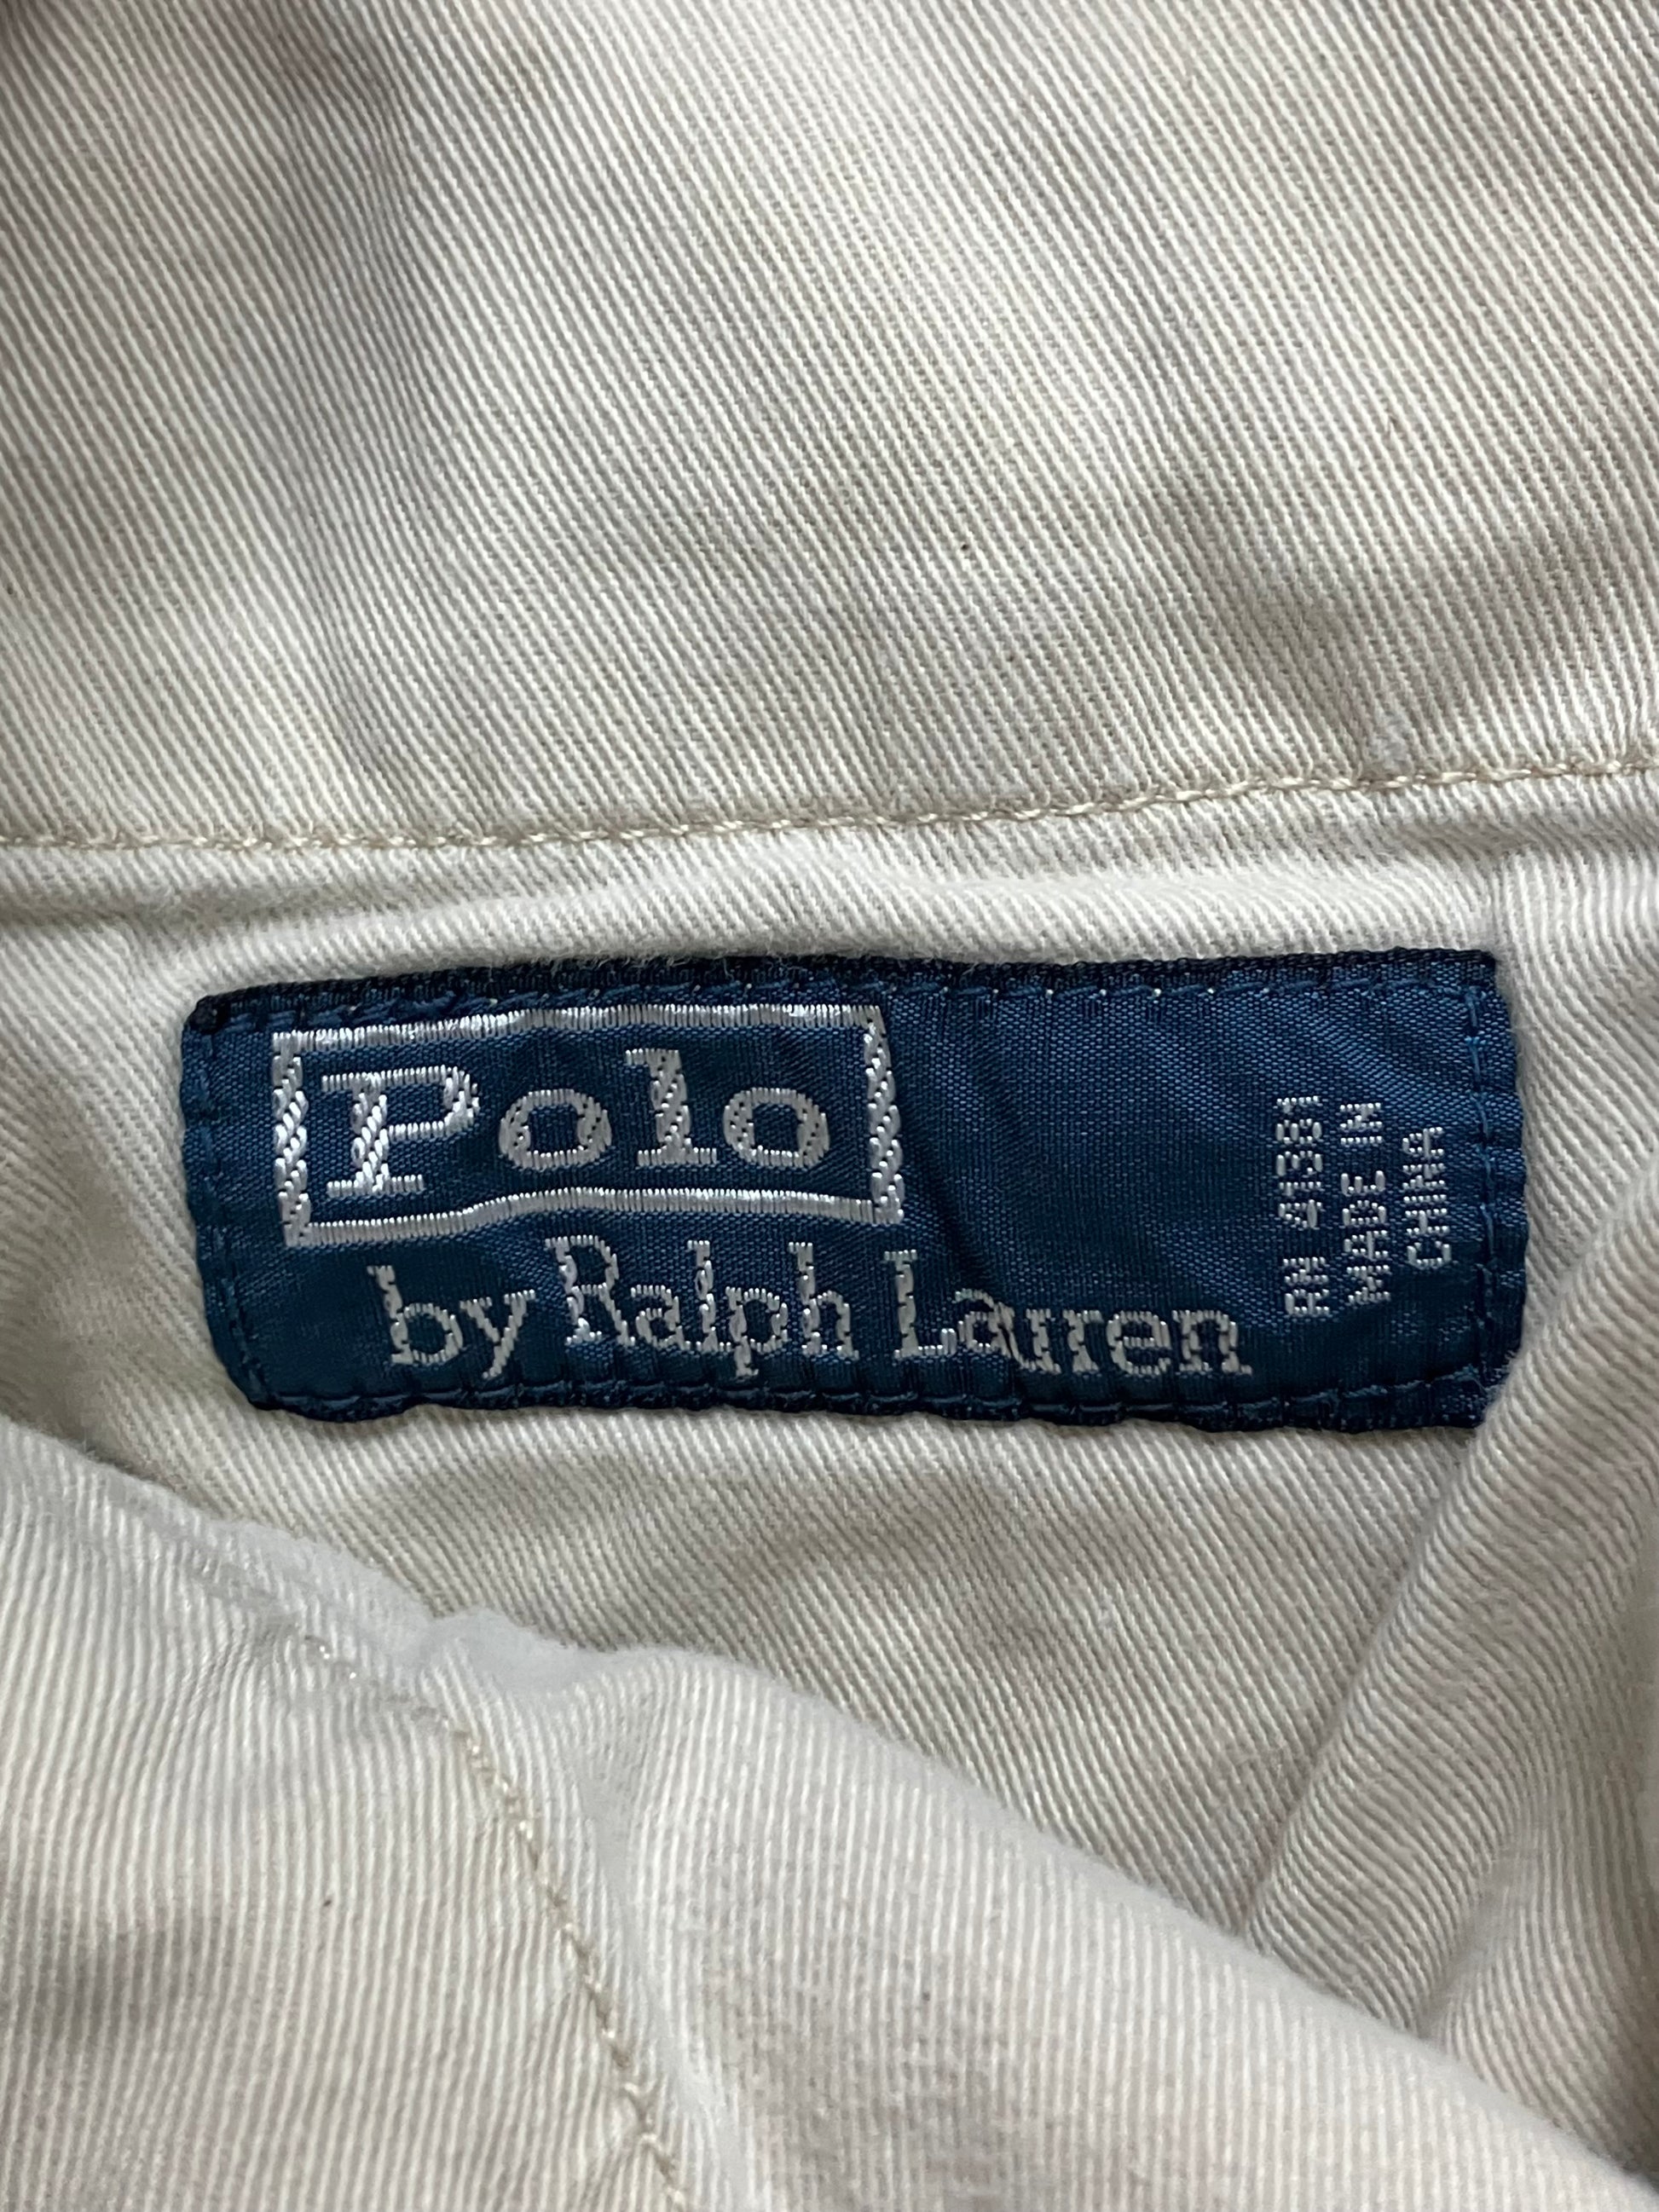 Polo
by Ralph Lauren
RN 41381
MADE IN
CHINA